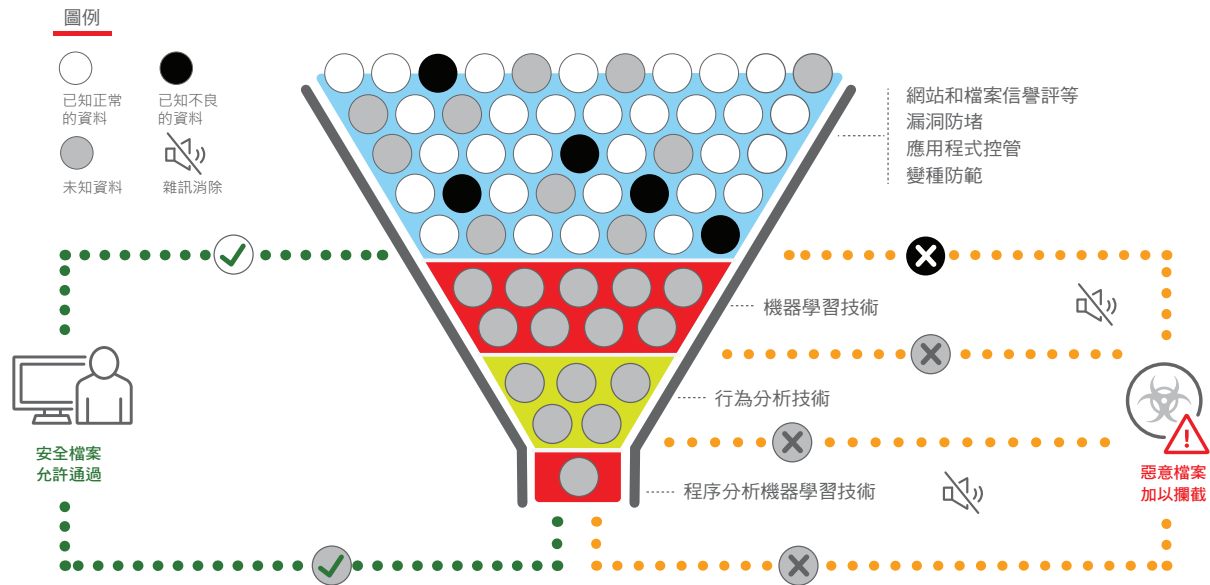 圖例
已知正常
的資料
已知不良
的資料
未知資料
雜訊消除
網站和檔案信譽評等
漏洞防堵
應用程式控管
變種防範
機器學習技術
行為分析技術
程序分析機器學習技術
安全檔案
允許通過
惡意檔案
加以攔截